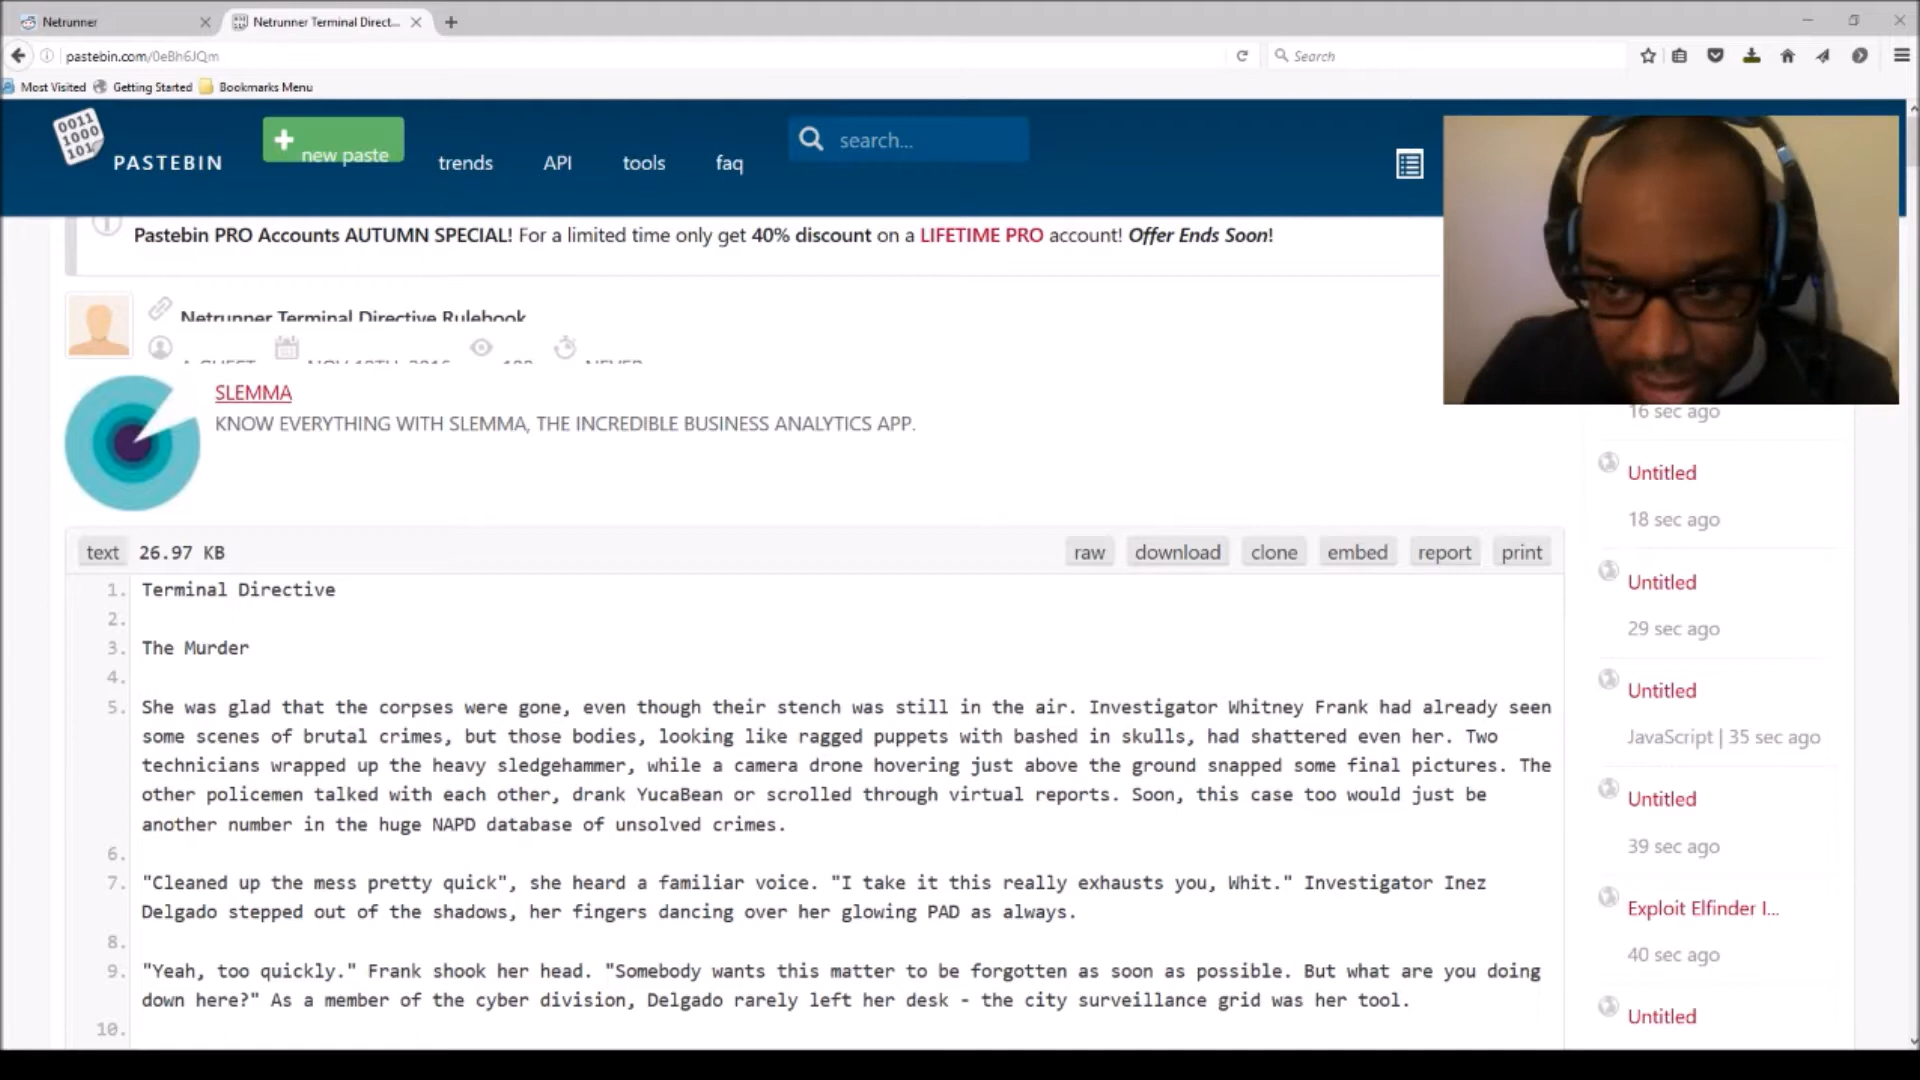 Netrunner
Netrunner Terminal Direct...
pastebin.com/0eBh6JQm
Search
Most Visited Getting Started Bookmarks Menu
0011
1000
101
PASTEBIN
new paste
trends API tools faq
search...
Pastebin PRO Accounts AUTUMN SPECIAL! For a limited time only get 40% discount on a LIFETIME PRO account! Offer Ends Soon!
Netrunner Terminal Directive Rulebook
SLEMMA
KNOW EVERYTHING WITH SLEMMA, THE INCREDIBLE BUSINESS ANALYTICS APP.
text 26.97 KB raw download clone embed report print
1. Terminal Directive
2.
3. The Murder
4.
5. She was glad that the corpses were gone, even though their stench was still in the air. Investigator Whitney Frank had already seen
some scenes of brutal crimes, but those bodies, looking like ragged puppets with bashed in skulls, had shattered even her. Two
technicians wrapped up the heavy sledgehammer, while a camera drone hovering just above the ground snapped some final pictures. The
other policemen talked with each other, drank YucaBean or scrolled through virtual reports. Soon, this case too would just be
another number in the huge NAPD database of unsolved crimes.
6.
7. "Cleaned up the mess pretty quick", she heard a familiar voice. "I take it this really exhausts you, Whit." Investigator Inez
Delgado stepped out of the shadows, her fingers dancing over her glowing PAD as always.
8.
9. "Yeah, too quickly." Frank shook her head. "Somebody wants this matter to be forgotten as soon as possible. But what are you doing
down here?" As a member of the cyber division, Delgado rarely left her desk - the city surveillance grid was her tool.
10.
16 sec ago
Untitled
18 sec ago
Untitled
29 sec ago
Untitled
JavaScript | 35 sec ago
Untitled
39 sec ago
Exploit Elfinder I...
40 sec ago
Untitled